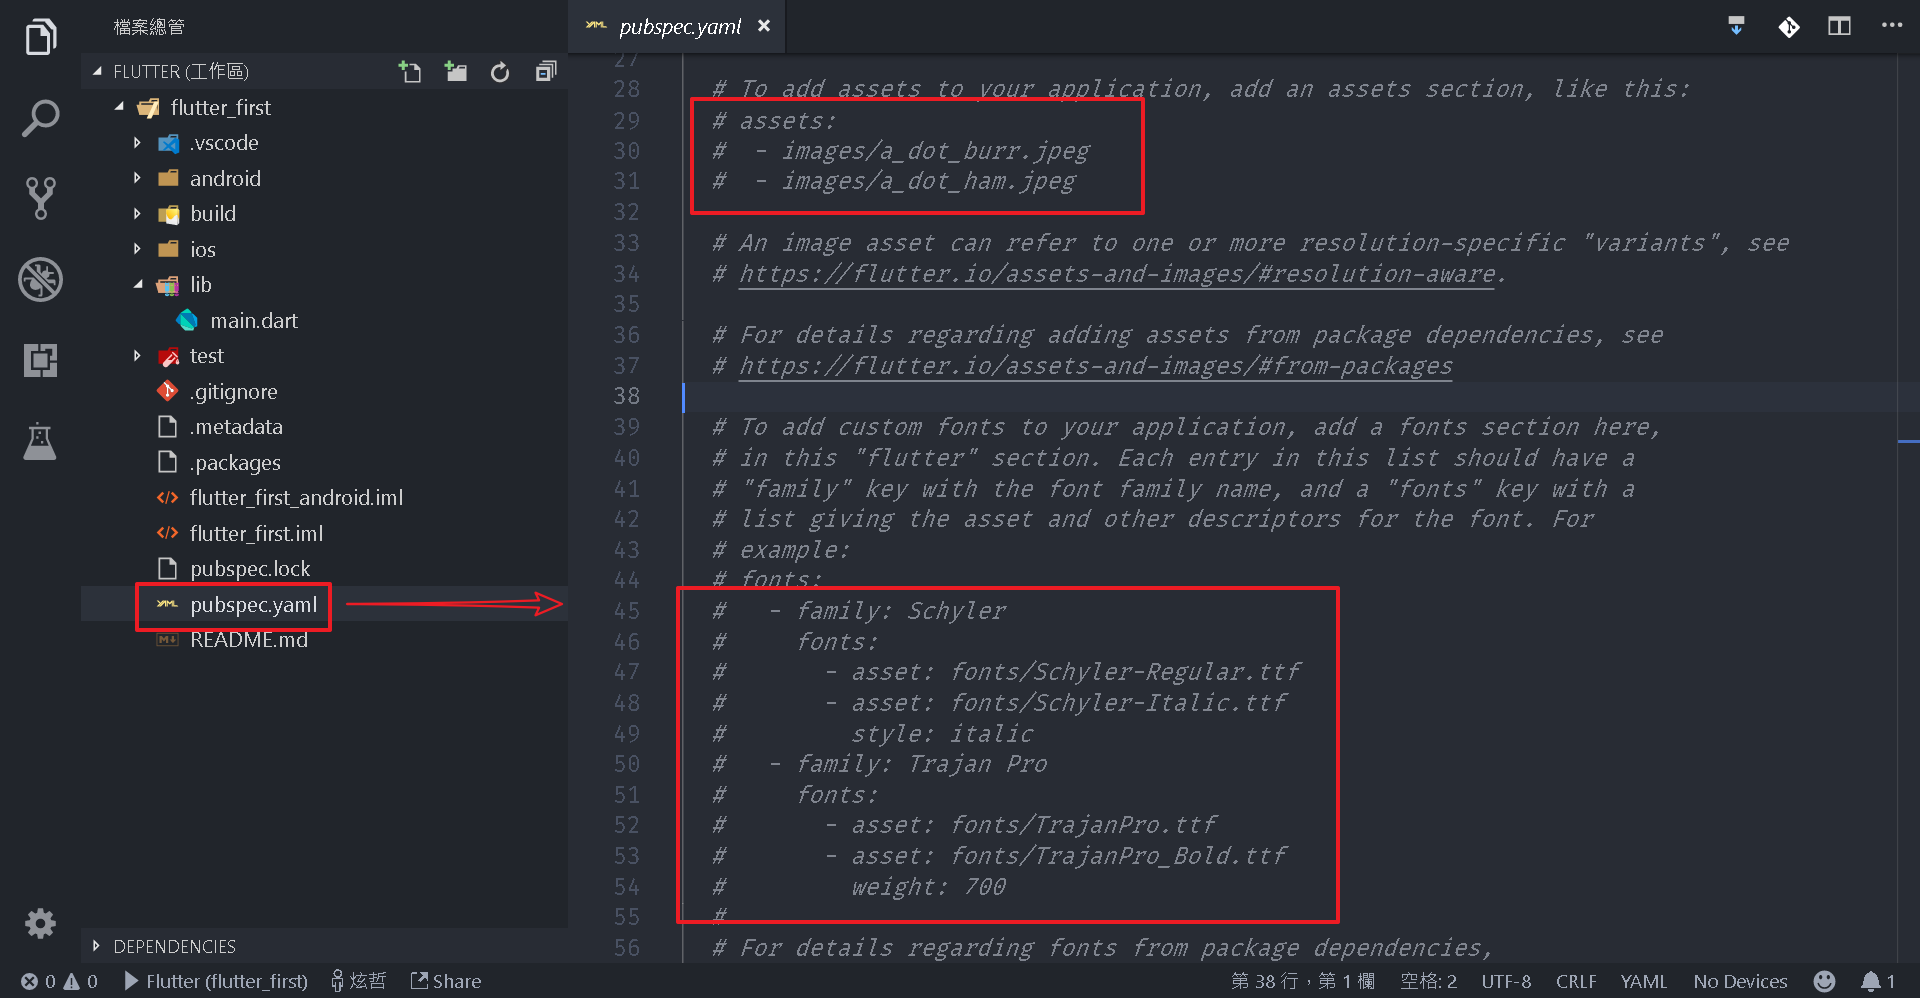 檔案總管
FLUTTER (工作區)
flutter_first
.vscode
android
build
ios
lib
main.dart
test
.gitignore
.metadata
.packages
flutter_first_android.iml
flutter_first.iml
pubspec.lock
YAML pubspec.yaml
M↓ README.md
DEPENDENCIES
YAML pubspec.yaml ×
27
28 # To add assets to your application, add an assets section, like this:
29 # assets:
30 #  - images/a_dot_burr.jpeg
31 #  - images/a_dot_ham.jpeg
32
33 # An image asset can refer to one or more resolution-specific "variants", see
34 # https://flutter.io/assets-and-images/#resolution-aware.
35
36 # For details regarding adding assets from package dependencies, see
37 # https://flutter.io/assets-and-images/#from-packages
38
39 # To add custom fonts to your application, add a fonts section here,
40 # in this "flutter" section. Each entry in this list should have a
41 # "family" key with the font family name, and a "fonts" key with a
42 # list giving the asset and other descriptors for the font. For
43 # example:
44 # fonts:
45 #   - family: Schyler
46 #     fonts:
47 #       - asset: fonts/Schyler-Regular.ttf
48 #       - asset: fonts/Schyler-Italic.ttf
49 #         style: italic
50 #   - family: Trajan Pro
51 #     fonts:
52 #       - asset: fonts/TrajanPro.ttf
53 #       - asset: fonts/TrajanPro_Bold.ttf
54 #         weight: 700
55 #
56 # For details regarding fonts from package dependencies,
0 0 Flutter (flutter_first) 炫哲 Share 第 38 行，第 1 欄 空格: 2 UTF-8 CRLF YAML No Devices 1